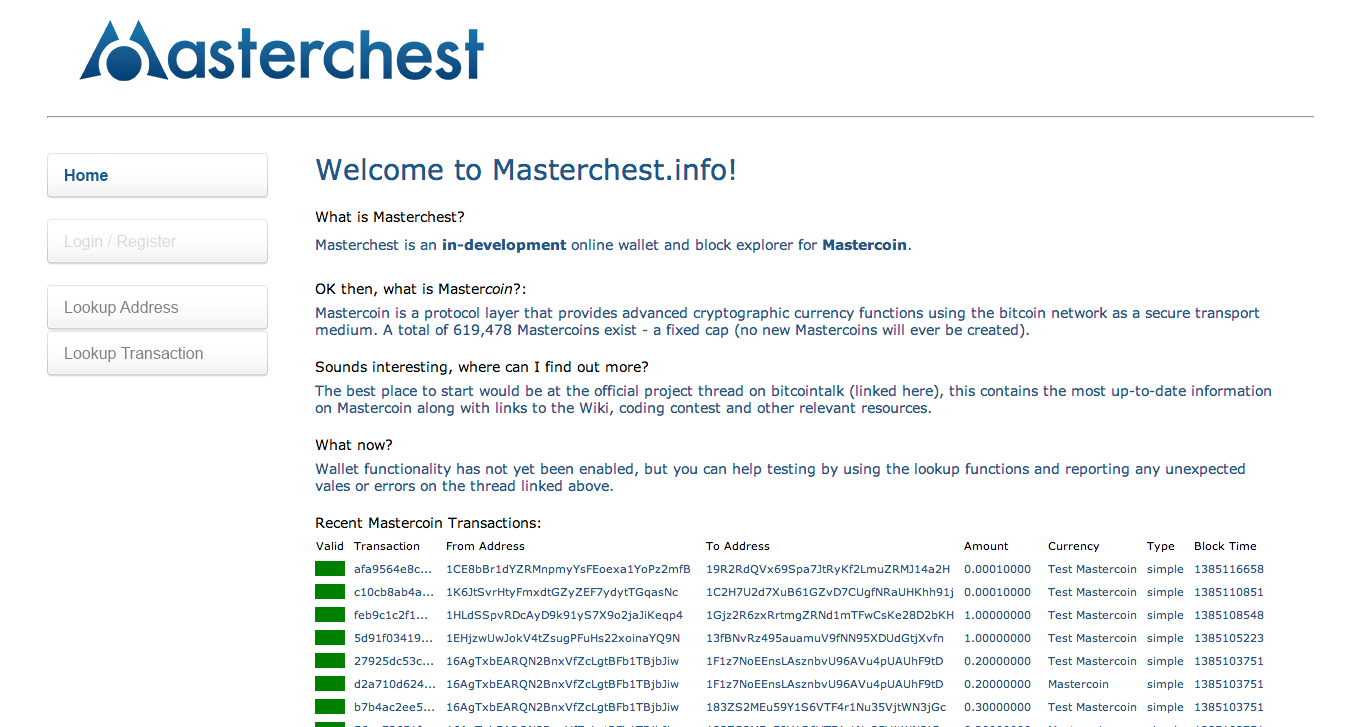 Masterchest
Home
Login / Register
Lookup Address
Lookup Transaction
Welcome to Masterchest.info!
What is Masterchest?
Masterchest is an in-development online wallet and block explorer for Mastercoin.
OK then, what is Mastercoin?:
Mastercoin is a protocol layer that provides advanced cryptographic currency functions using the bitcoin network as a secure transport
medium. A total of 619,478 Mastercoins exist - a fixed cap (no new Mastercoins will ever be created).
Sounds interesting, where can I find out more?
The best place to start would be at the official project thread on bitcointalk (linked here), this contains the most up-to-date information
on Mastercoin along with links to the Wiki, coding contest and other relevant resources.
What now?
Wallet functionality has not yet been enabled, but you can help testing by using the lookup functions and reporting any unexpected
vales or errors on the thread linked above.
Recent Mastercoin Transactions:
Valid Transaction From Address To Address Amount Currency Type Block Time
afa9564e8c... 1CE8bBr1dYZRMnpmyYsFEoexa1YoPz2mfB 19R2RdQVx69Spa7JtRyKf2LmuZRMJ14a2H 0.00010000 Test Mastercoin simple 1385116658
c10cb8ab4a... 1K6JtSvrHtyFmxdtGZyZEF7ydytTGqasNc 1C2H7U2d7XuB61GZvD7CUgfNRaUHKhh91j 0.00010000 Test Mastercoin simple 1385110851
feb9c1c2f1... 1HLdSSpvRDcAyD9k91yS7X9o2jaJiKeqp4 1Gjz2R6zxRrtmgZRNd1mTFwCsKe28D2bKH 1.00000000 Test Mastercoin simple 1385108548
5d91f03419... 1EHjzwUwJokV4tZsugPFuHs22xoinaYQ9N 13fBNvRz495auamuV9fNN95XDUdGtjXvfn 1.00000000 Test Mastercoin simple 1385105223
27925dc53c... 16AgTxbEARQN2BnxVfZcLgtBFb1TBjbJiw 1F1z7NoEEnsLAsznbvU96AVu4pUAUhF9tD 0.20000000 Test Mastercoin simple 1385103751
d2a710d624... 16AgTxbEARQN2BnxVfZcLgtBFb1TBjbJiw 1F1z7NoEEnsLAsznbvU96AVu4pUAUhF9tD 0.20000000 Mastercoin simple 1385103751
b7b4ac2ee5... 16AgTxbEARQN2BnxVfZcLgtBFb1TBjbJiw 183ZS2MEu59Y1S6VTF4r1Nu35VjtWN3jGc 0.30000000 Test Mastercoin simple 1385103751